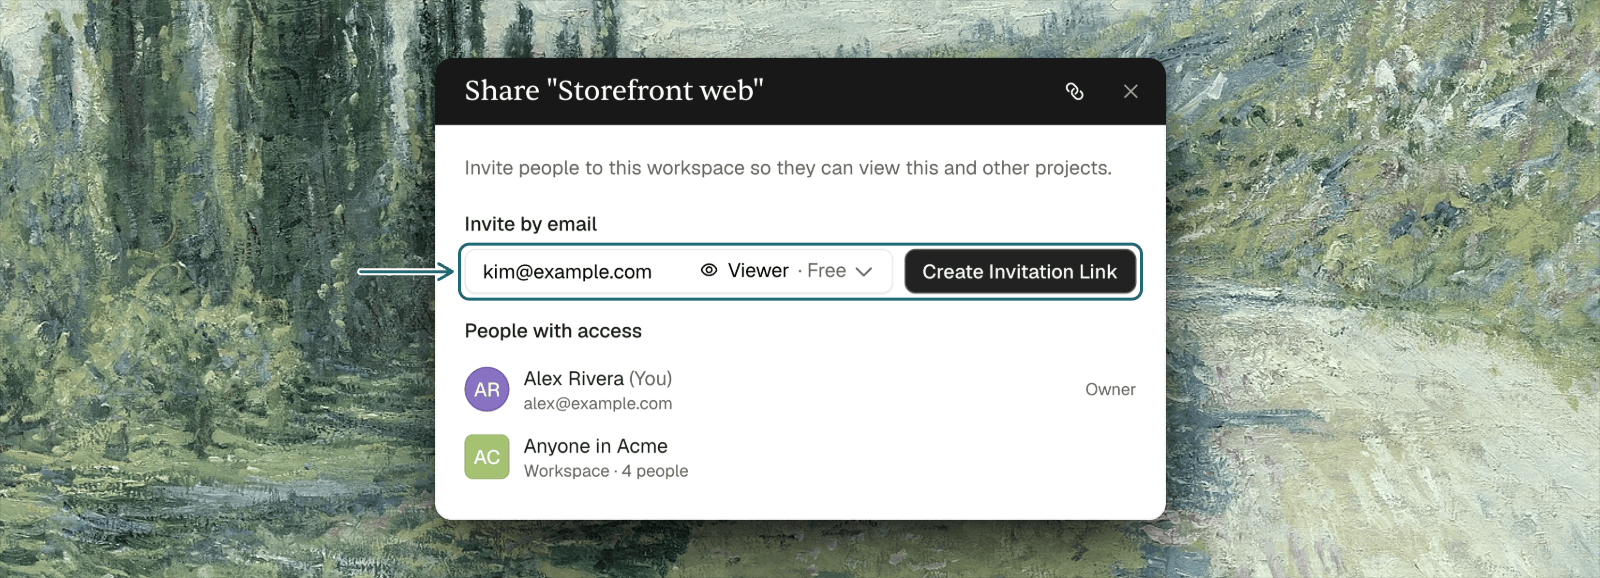 Share "Storefront web"
Invite people to this workspace so they can view this and other projects.
Invite by email
kim@example.com Viewer · Free Create Invitation Link
People with access
AR Alex Rivera (You) Owner
alex@example.com
AC Anyone in Acme
Workspace · 4 people